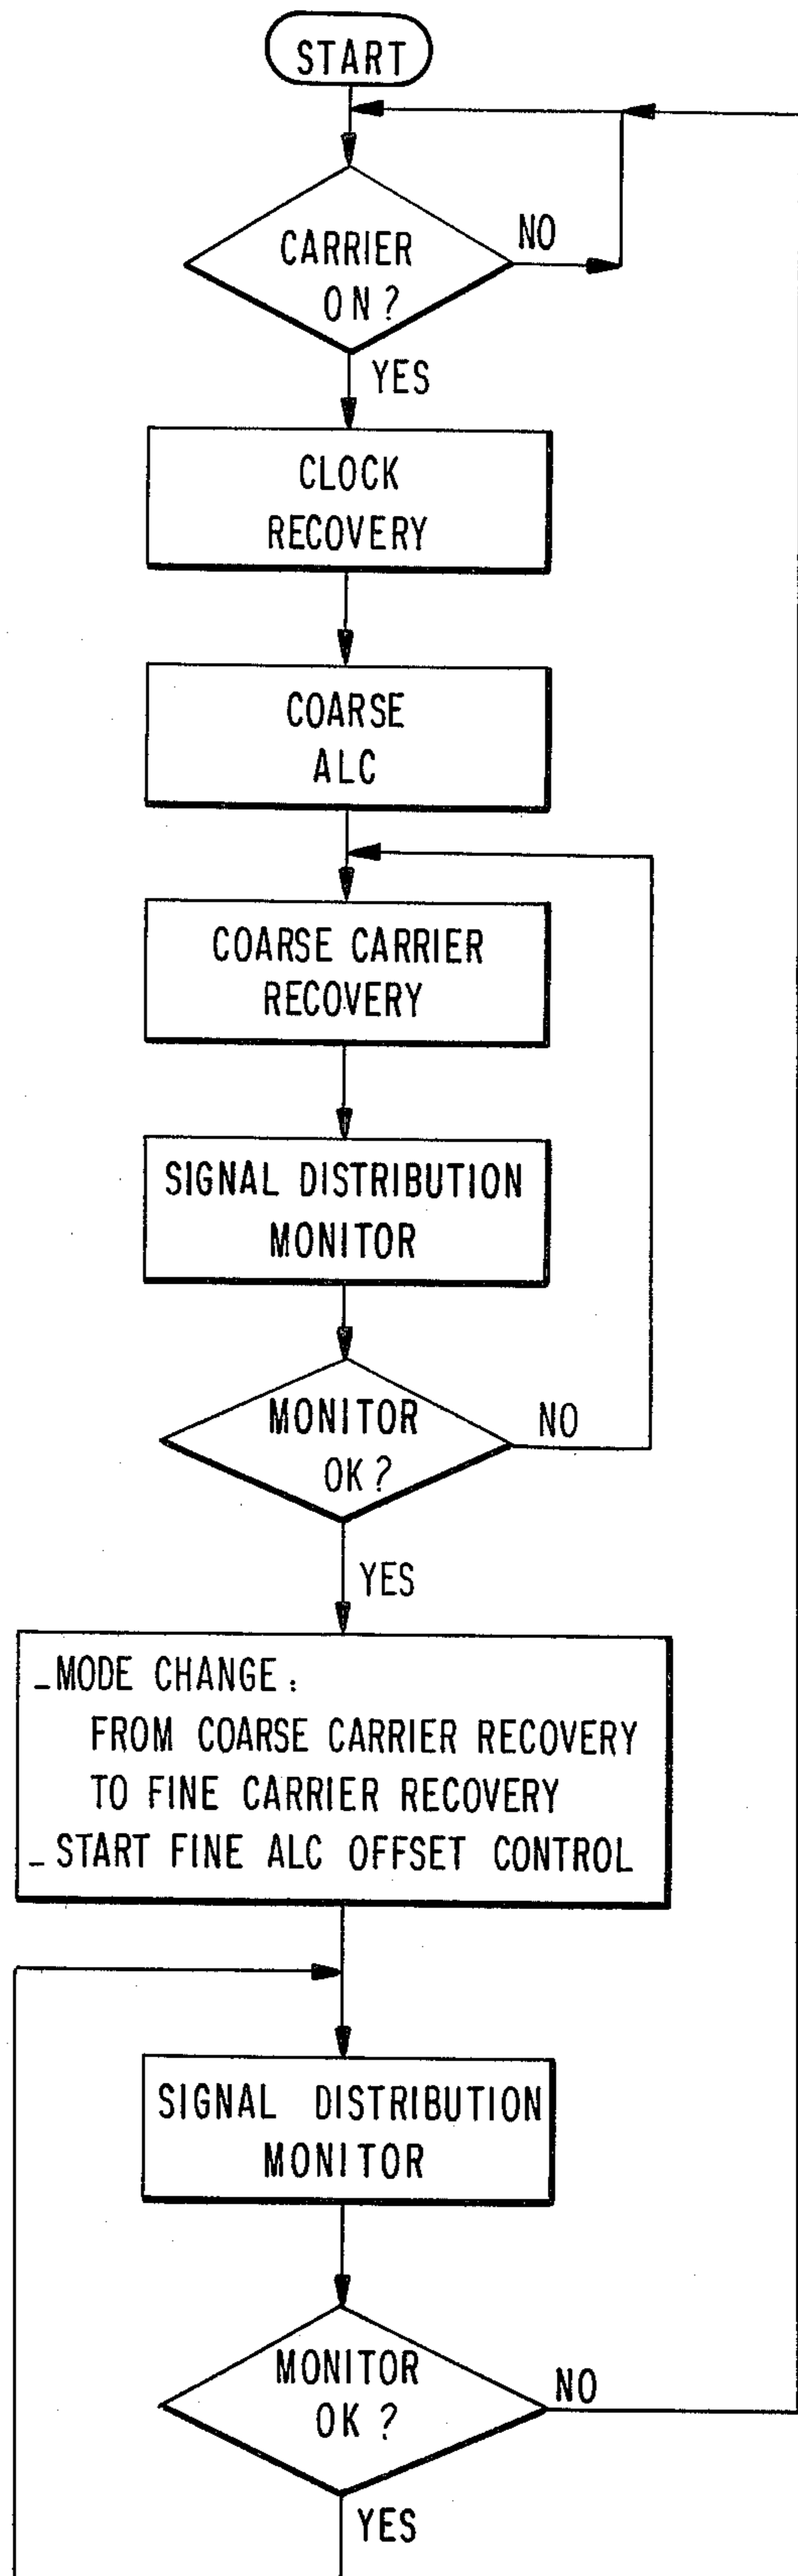 START
CARRIER
ON?
NO
YES
CLOCK
RECOVERY
COARSE
ALC
COARSE CARRIER
RECOVERY
SIGNAL DISTRIBUTION
MONITOR
MONITOR
OK?
NO
YES
_MODE CHANGE:
FROM COARSE CARRIER RECOVERY
TO FINE CARRIER RECOVERY
_START FINE ALC OFFSET CONTROL
SIGNAL DISTRIBUTION
MONITOR
MONITOR
OK?
NO
YES